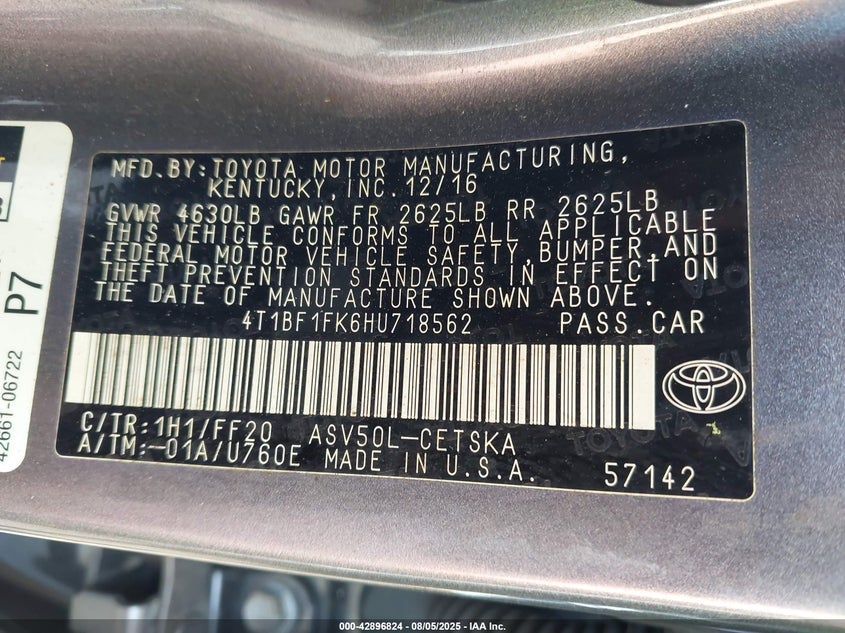 MFD. BY: TOYOTA MOTOR MANUFACTURING,
KENTUCKY, INC. 12/16
GVWR 4630LB GAWR FR 2625LB RR 2625LB
THIS VEHICLE CONFORMS TO ALL APPLICABLE
FEDERAL MOTOR VEHICLE SAFETY, BUMPER, AND
THEFT PREVENTION STANDARDS IN EFFECT ON
THE DATE OF MANUFACTURE SHOWN ABOVE.
4T1BF1FK6HU718562 PASS.CAR
C/TR: 1H1/FF20 ASV50L-CETSKA
A/TM: -01A/U760E MADE IN U.S.A. 57142
P7
42661-06722
000-42896824 - 08/05/2025 - IAA Inc.